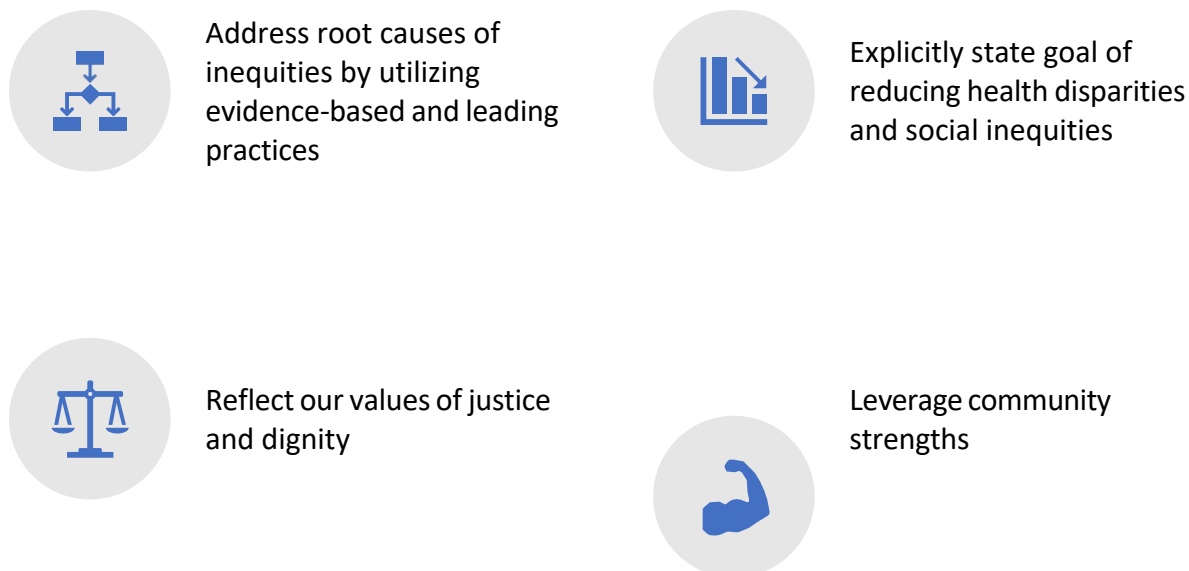 Address root causes of
inequities by utilizing
evidence-based and leading
practices
Explicitly state goal of
reducing health disparities
and social inequities
Reflect our values of justice
and dignity
Leverage community
strengths